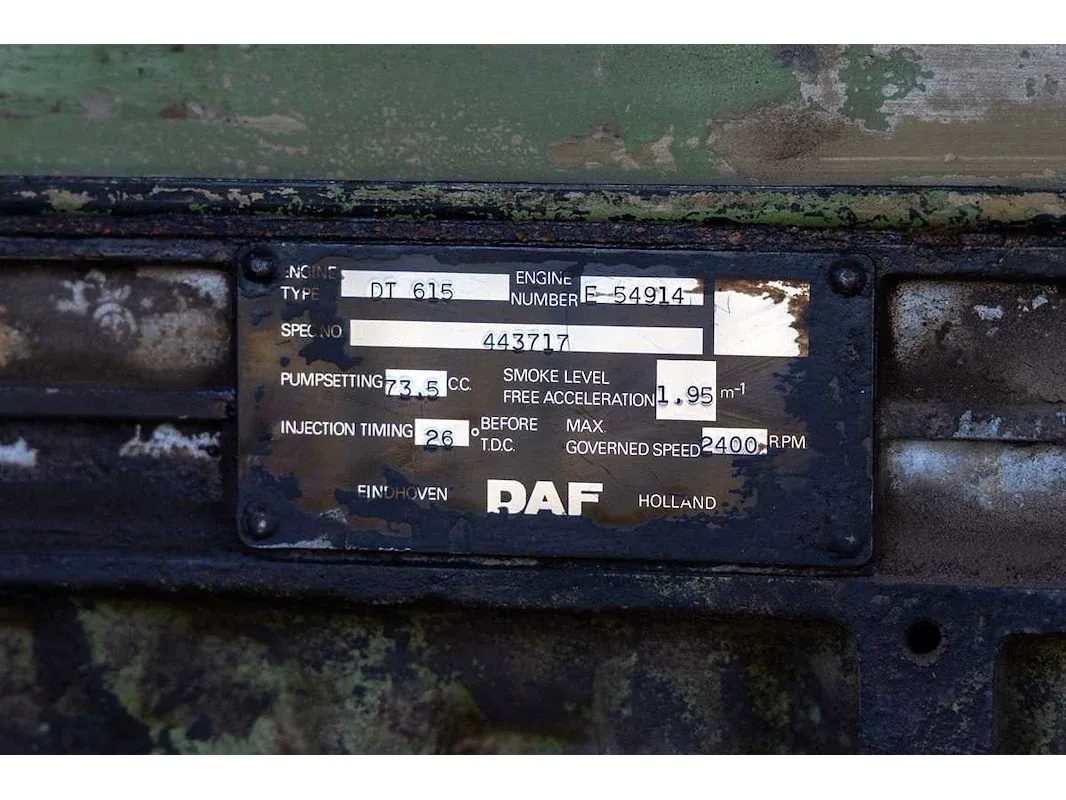 ENGINE TYPE DT 615 ENGINE NUMBER E 54914
SPEC NO 443717
PUMPSETTING 73.5 C.C. SMOKE LEVEL FREE ACCELERATION 1.95 m⁻¹
INJECTION TIMING 26° BEFORE T.D.C. MAX. GOVERNED SPEED 2400 R.P.M.
EINDHOVEN DAF HOLLAND